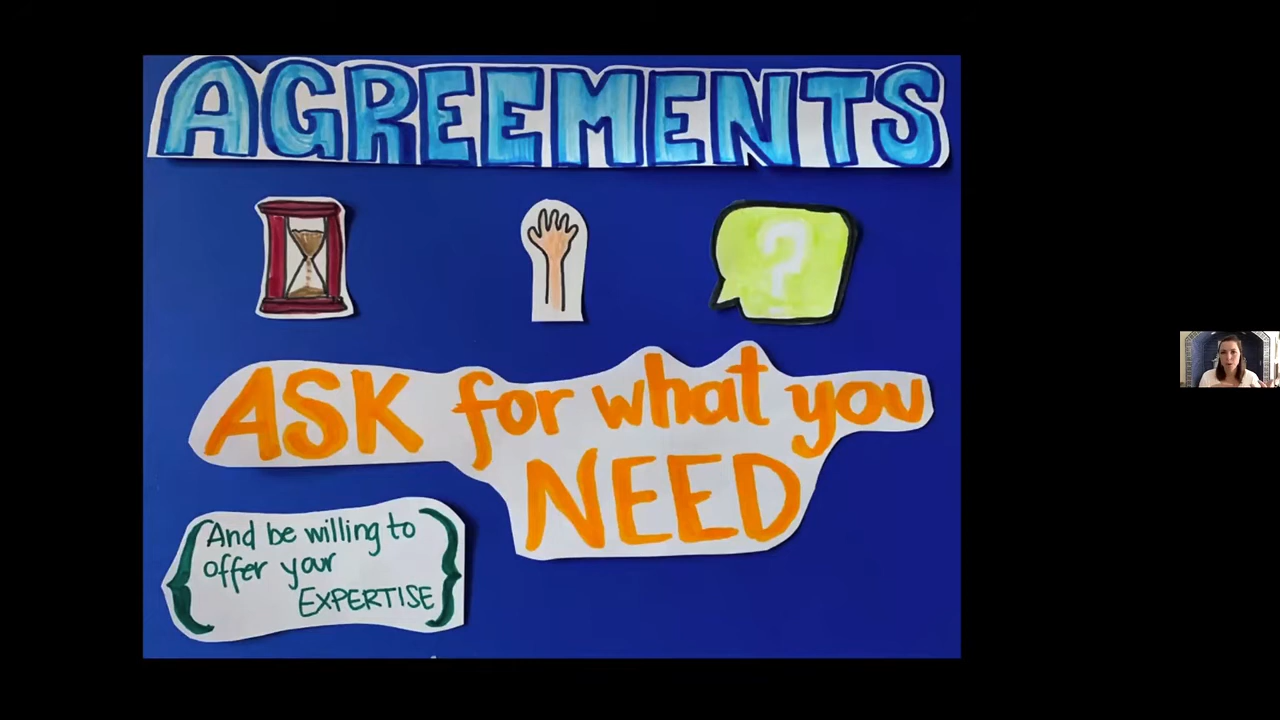 AGREEMENTS
?
ASK for what you
NEED
And be willing to
offer your
EXPERTISE